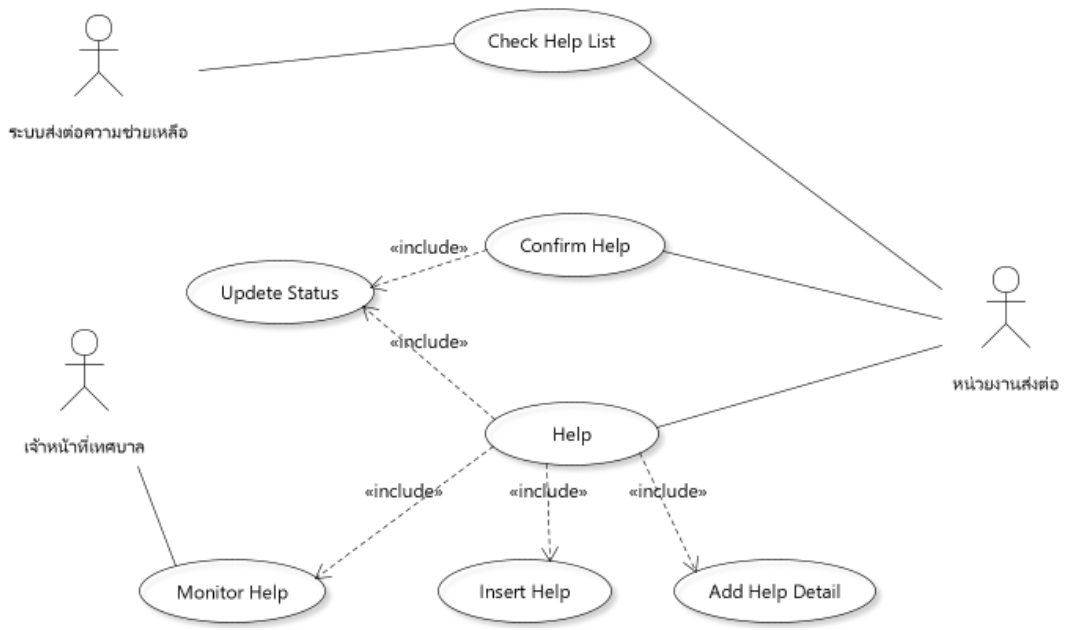 Check Help List
ระบบส่งต่อความช่วยเหลือ
«include»
Confirm Help
Updete Status
«include»
หน่วยงานส่งต่อ
เจ้าหน้าที่เทศบาล
Help
«include»
«include»
«include»
Monitor Help
Insert Help
Add Help Detail